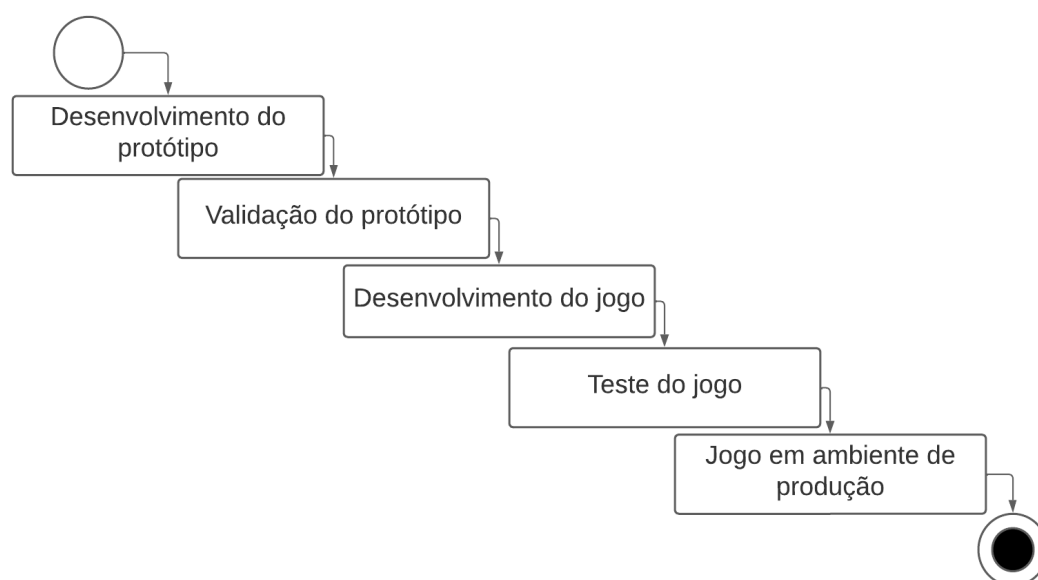 Desenvolvimento do
protótipo
Validação do protótipo
Desenvolvimento do jogo
Teste do jogo
Jogo em ambiente de
produção